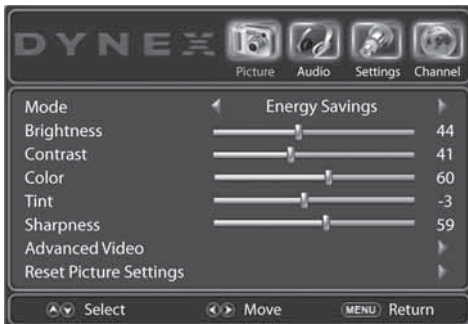 DYNEX
Picture Audio Settings Channel
Mode Energy Savings
Brightness 44
Contrast 41
Color 60
Tint -3
Sharpness 59
Advanced Video
Reset Picture Settings
Select Move MENU Return